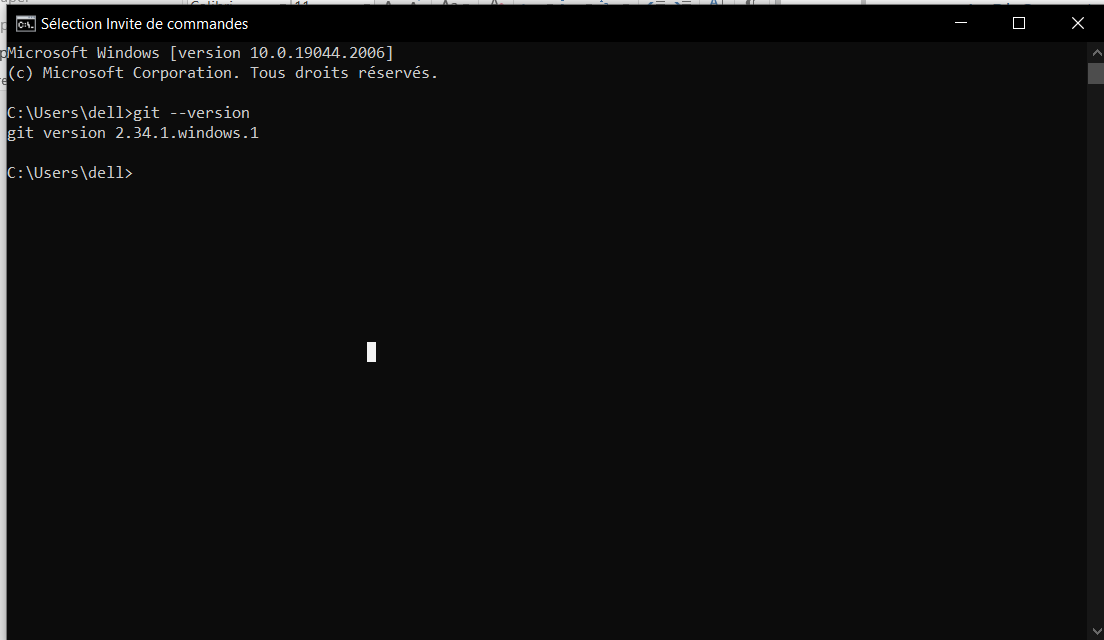 Sélection Invite de commandes
Microsoft Windows [version 10.0.19044.2006]
(c) Microsoft Corporation. Tous droits réservés.
C:\Users\dell>git --version
git version 2.34.1.windows.1
C:\Users\dell>